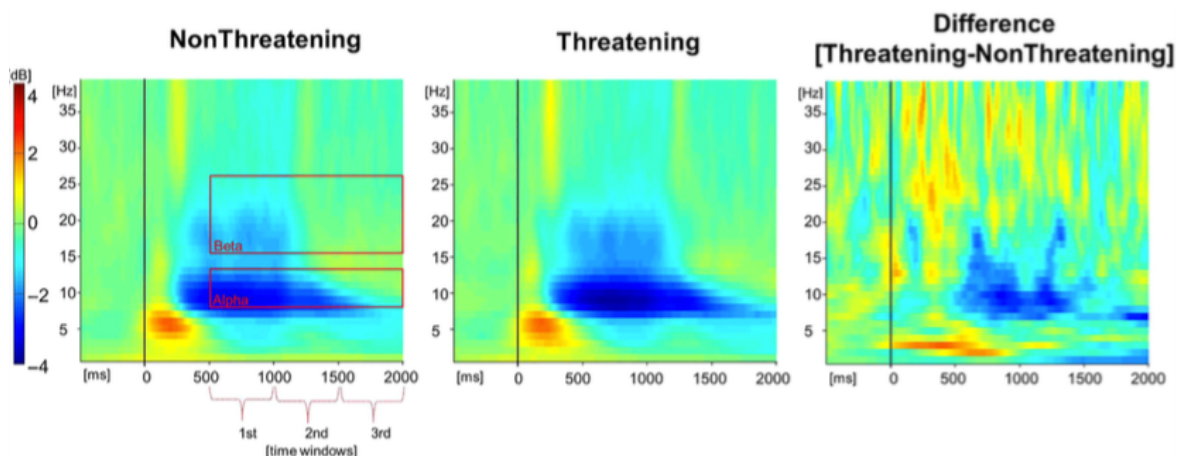 NonThreatening
Threatening
Difference
[Threatening-NonThreatening]
[dB]
4
2
0
−2
−4
[Hz]
35
30
25
20
15
10
5
Beta
Alpha
[ms]
0
500
1000
1500
2000
1st
2nd
3rd
[time windows]
[Hz]
35
30
25
20
15
10
5
[ms]
0
500
1000
1500
2000
[Hz]
35
30
25
20
15
10
5
[ms]
0
500
1000
1500
2000